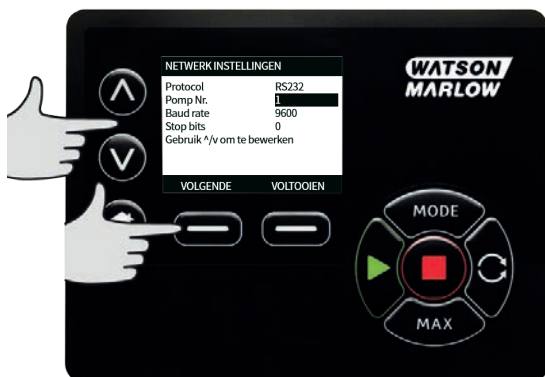 NETWERK INSTELLINGEN
Protocol RS232
Pomp Nr. 1
Baud rate 9600
Stop bits 0
Gebruik ^/v om te bewerken
VOLGENDE VOLTOOIEN
WATSON
MARLOW
MODE
MAX